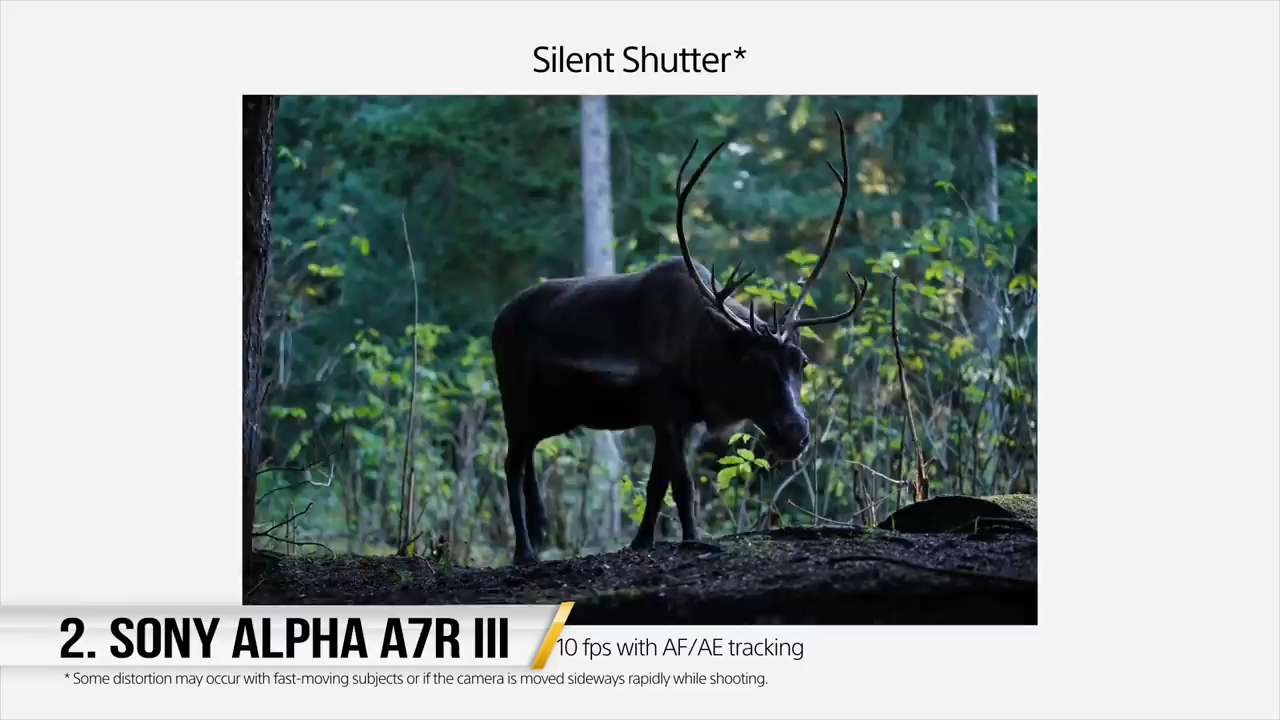 Silent Shutter*
2. SONY ALPHA A7R III
10 fps with AF/AE tracking
* Some distortion may occur with fast-moving subjects or if the camera is moved sideways rapidly while shooting.